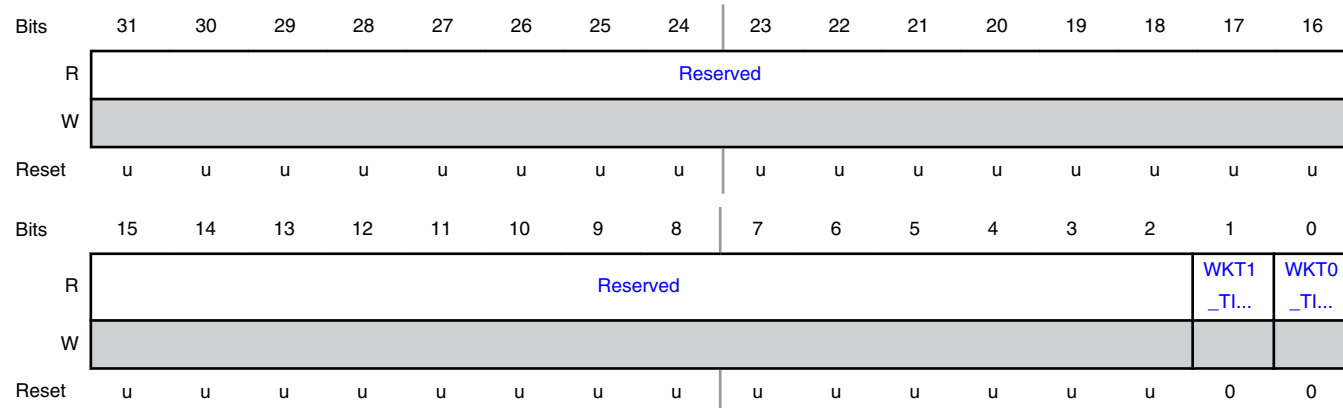 Bits 31 30 29 28 27 26 25 24 23 22 21 20 19 18 17 16
R Reserved
W
Reset u u u u u u u u u u u u u u u u
Bits 15 14 13 12 11 10 9 8 7 6 5 4 3 2 1 0
R Reserved WKT1 _TI... WKT0 _TI...
W
Reset u u u u u u u u u u u u u u 0 0